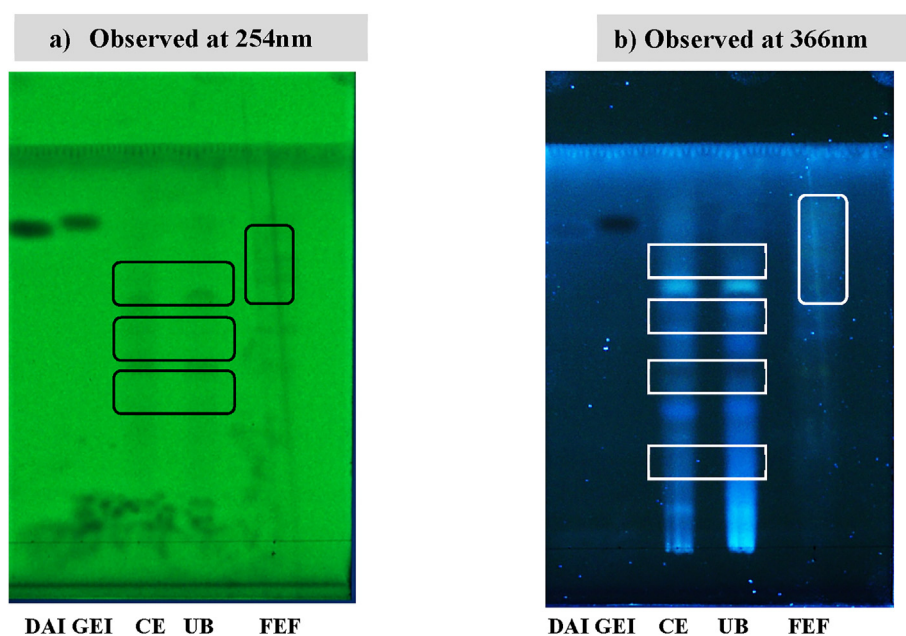 a) Observed at 254nm
b) Observed at 366nm
DAI GEI CE UB FEF
DAI GEI CE UB FEF